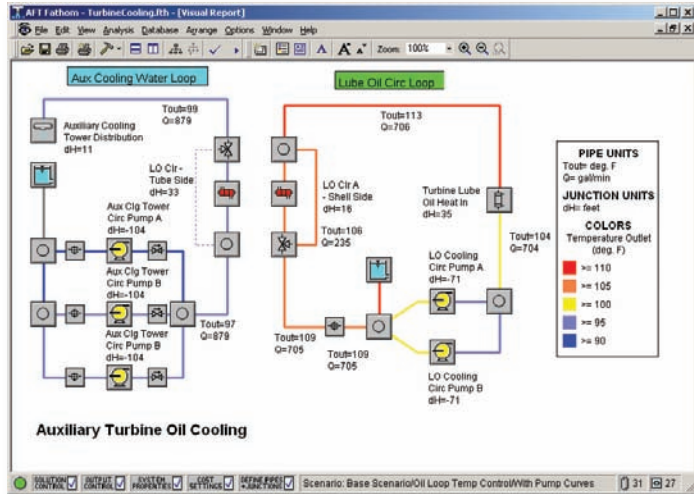 AFT Fathom - TurbineCooling.fth - [Visual Report]
File Edit View Analysis Database Arrange Options Window Help
Zoom: 100%
Aux Cooling Water Loop
Lube Oil Circ Loop
Tout=99
Q=879
Auxiliary Cooling
Tower Distribution
dH=11
LO Clr -
Tube Side
dH=33
Aux Clg Tower
Circ Pump A
dH=-104
Aux Clg Tower
Circ Pump B
dH=-104
Aux Clg Tower
Circ Pump B
dH=-104
Tout=97
Q=879
Tout=113
Q=706
LO Clr A
- Shell Side
dH=16
Tout=106
Q=235
Turbine Lube
Oil Heat In
dH=35
Tout=104
Q=704
LO Cooling
Circ Pump A
dH=-71
Tout=109
Q=705
Tout=109
Q=705
LO Cooling
Circ Pump B
dH=-71
PIPE UNITS
Tout= deg. F
Q= gal/min
JUNCTION UNITS
dH= feet
COLORS
Temperature Outlet
(deg. F)
>= 110
>= 105
>= 100
>= 95
>= 90
Auxiliary Turbine Oil Cooling
SOLUTION CONTROL
OUTPUT CONTROL
SYSTEM PROPERTIES
COST SETTINGS
DEFINE PIPES + JUNCTIONS
Scenario: Base Scenario/Oil Loop Temp Control/With Pump Curves
31
27